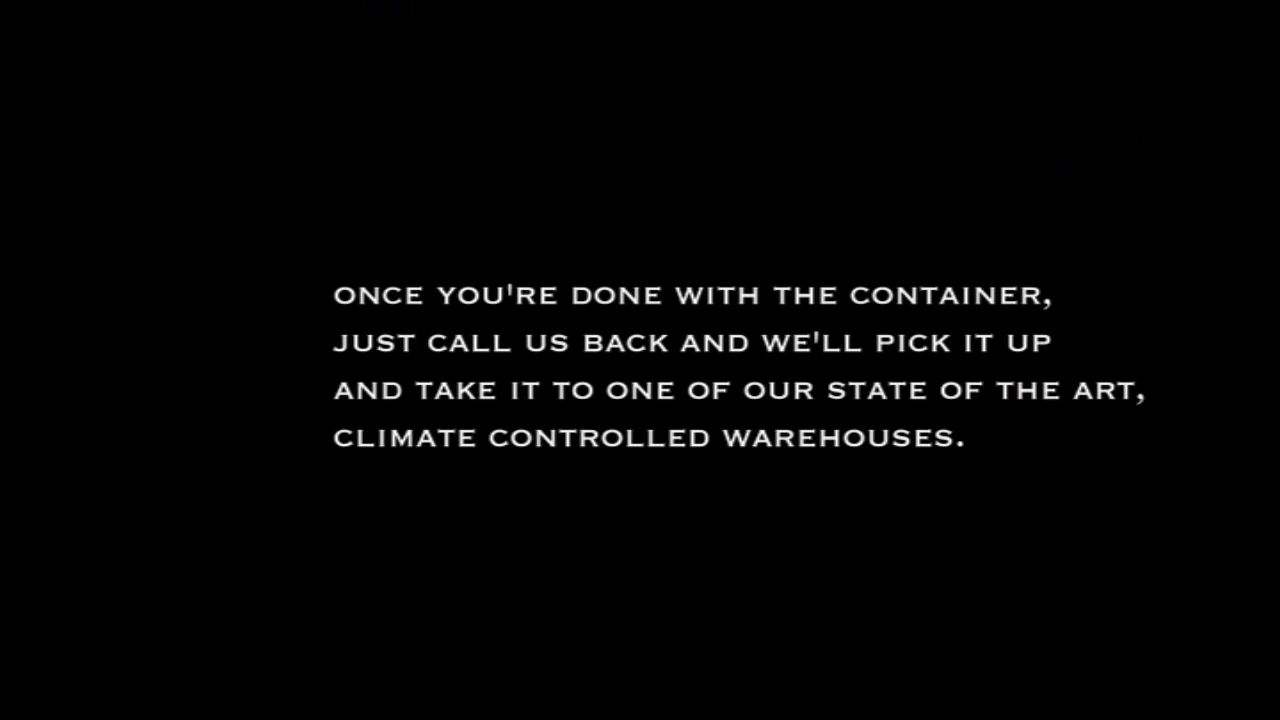 ONCE YOU'RE DONE WITH THE CONTAINER,
JUST CALL US BACK AND WE'LL PICK IT UP
AND TAKE IT TO ONE OF OUR STATE OF THE ART,
CLIMATE CONTROLLED WAREHOUSES.